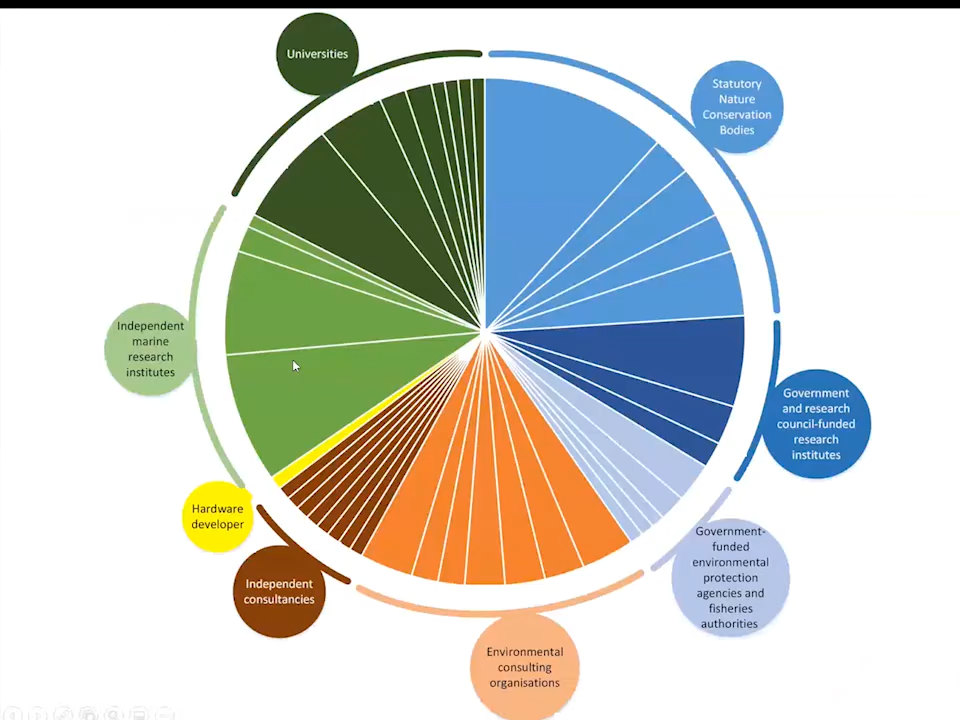 Universities
Statutory
Nature
Conservation
Bodies
Independent
marine
research
institutes
Government
and research
council-funded
research
institutes
Hardware
developer
Government-
funded
environmental
protection
agencies and
fisheries
authorities
Independent
consultancies
Environmental
consulting
organisations